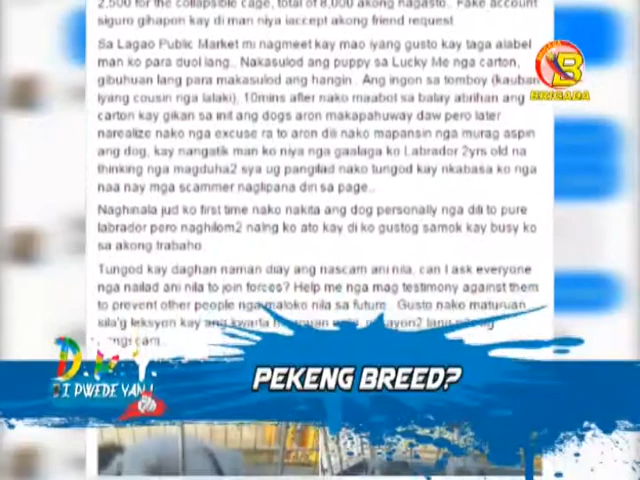 2,500 for the collapsible cage, total of 8,000 akong nagasto.. Fake account
siguro gihapon kay di man niya iaccept akong friend request
Sa Lagao Public Market mi nagmeet kay mao iyang gusto kay taga alabel
man ko para duol lang.. Nakasulod ang puppy sa Lucky Me nga carton,
gibuhuan lang para makasulod ang hangin.. Ang ingon sa tomboy (kauban
iyang cousin nga lalaki), 10mins after nako maabot sa balay abrihan ang
carton kay gikan sa init ang dogs aron makapahuway daw pero later
narealize nako nga excuse ra to aron dili nako mapansin nga murag aspin
ang dog, kay nangatik man ko niya nga gaalaga ko Labrador 2yrs old na
thinking nga magduha2 sya ug pangilad nako tungod kay nkabasa ko nga
naa nay mga scammer naglipana diri sa page..
Naghinala jud ko first time nako nakita ang dog personally nga dili to pure
labrador pero naghilom2 nalng ko ato kay di ko gustog samok kay busy ko
sa akong trabaho
Tungod kay daghan naman diay ang nascam ani nila, can I ask everyone
nga nailad ani nila to join forces? Help me nga mag testimony against them
to prevent other people nga maloko nila sa future.. Gusto nako maturuan
sila'g leksyon kay ang kwarta
BRIGADA
D.P.Y.
DI PWEDE YAN!
PEKENG BREED?